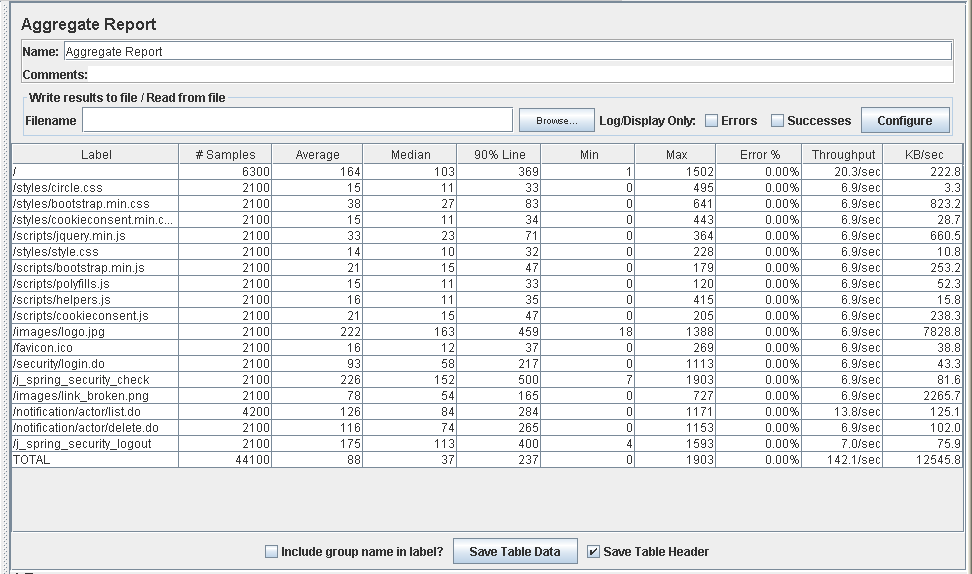 Aggregate Report
Name: Aggregate Report
Comments:
Write results to file / Read from file
Filename Browse... Log/Display Only: Errors Successes Configure
Label # Samples Average Median 90% Line Min Max Error % Throughput KB/sec
/ 6300 164 103 369 1 1502 0.00% 20.3/sec 222.8
/styles/circle.css 2100 15 11 33 0 495 0.00% 6.9/sec 3.3
/styles/bootstrap.min.css 2100 38 27 83 0 641 0.00% 6.9/sec 823.2
/styles/cookieconsent.min.c... 2100 15 11 34 0 443 0.00% 6.9/sec 28.7
/scripts/jquery.min.js 2100 33 23 71 0 364 0.00% 6.9/sec 660.5
/styles/style.css 2100 14 10 32 0 228 0.00% 6.9/sec 10.8
/scripts/bootstrap.min.js 2100 21 15 47 0 179 0.00% 6.9/sec 253.2
/scripts/polyfills.js 2100 15 11 33 0 120 0.00% 6.9/sec 52.3
/scripts/helpers.js 2100 16 11 35 0 415 0.00% 6.9/sec 15.8
/scripts/cookieconsent.js 2100 21 15 47 0 205 0.00% 6.9/sec 238.3
/images/logo.jpg 2100 222 163 459 18 1388 0.00% 6.9/sec 7828.8
/favicon.ico 2100 16 12 37 0 269 0.00% 6.9/sec 38.8
/security/login.do 2100 93 58 217 0 1113 0.00% 6.9/sec 43.3
/j_spring_security_check 2100 226 152 500 7 1903 0.00% 6.9/sec 81.6
/images/link_broken.png 2100 78 54 165 0 727 0.00% 6.9/sec 2265.7
/notification/actor/list.do 4200 126 84 284 0 1171 0.00% 13.8/sec 125.1
/notification/actor/delete.do 2100 116 74 265 0 1153 0.00% 6.9/sec 102.0
/j_spring_security_logout 2100 175 113 400 4 1593 0.00% 7.0/sec 75.9
TOTAL 44100 88 37 237 0 1903 0.00% 142.1/sec 12545.8
Include group name in label? Save Table Data Save Table Header